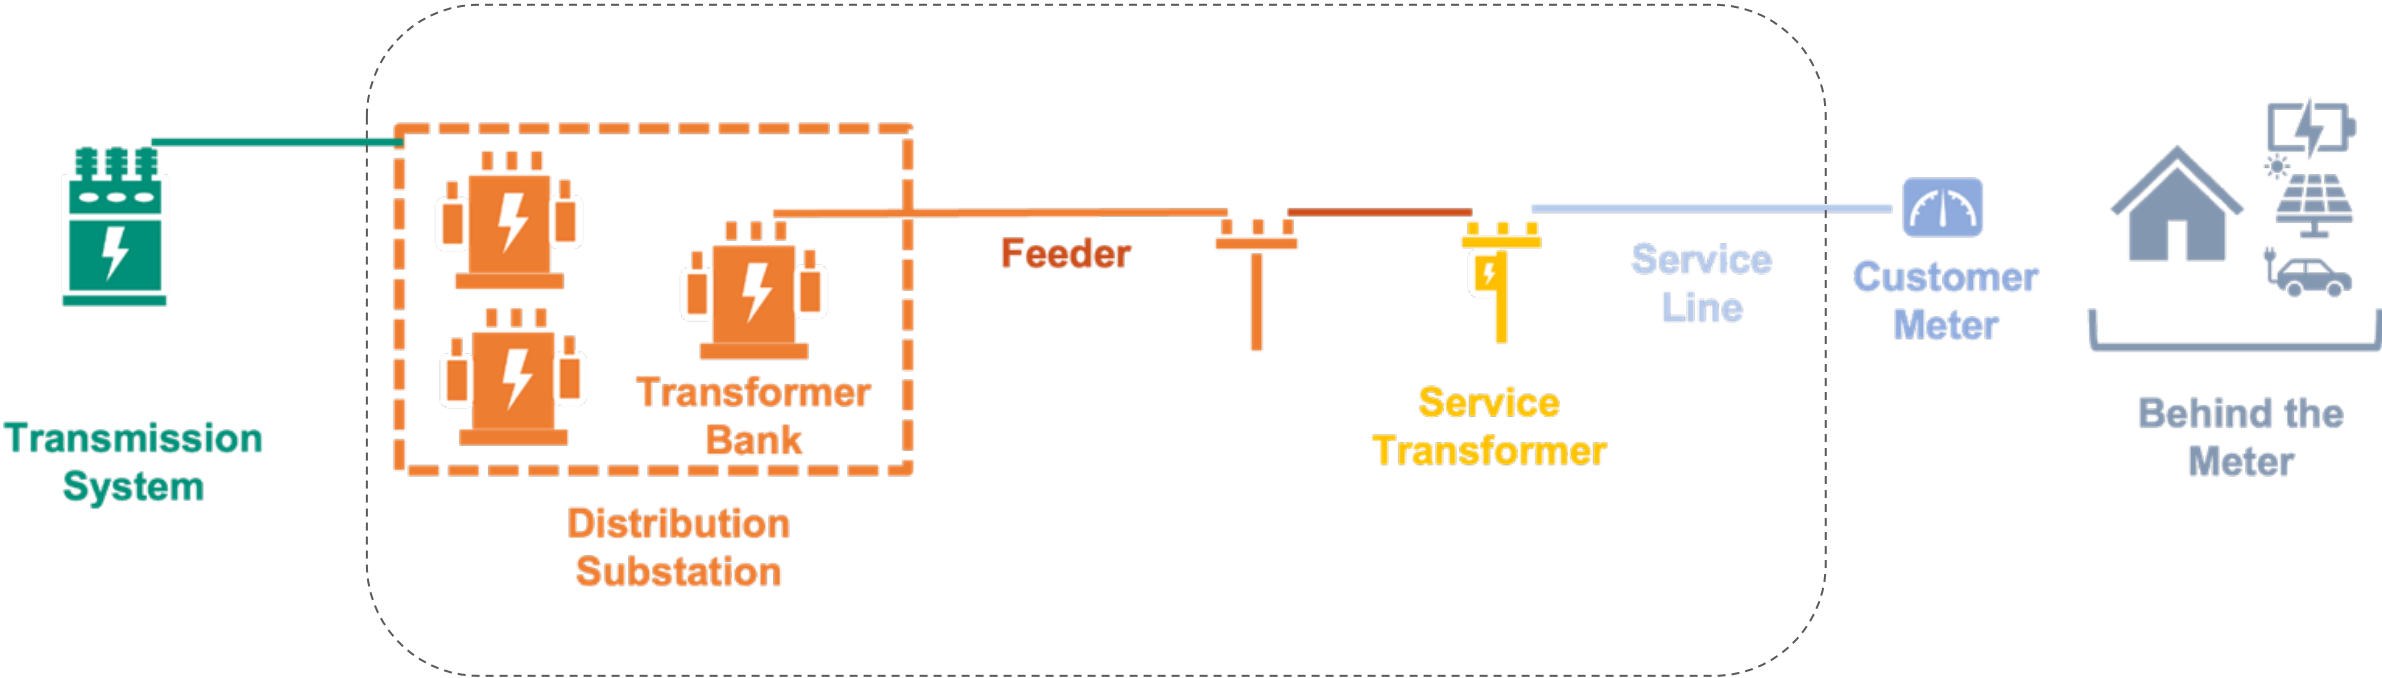 Transmission
System
Transformer
Bank
Distribution
Substation
Feeder
Service
Transformer
Service
Line
Customer
Meter
Behind the
Meter